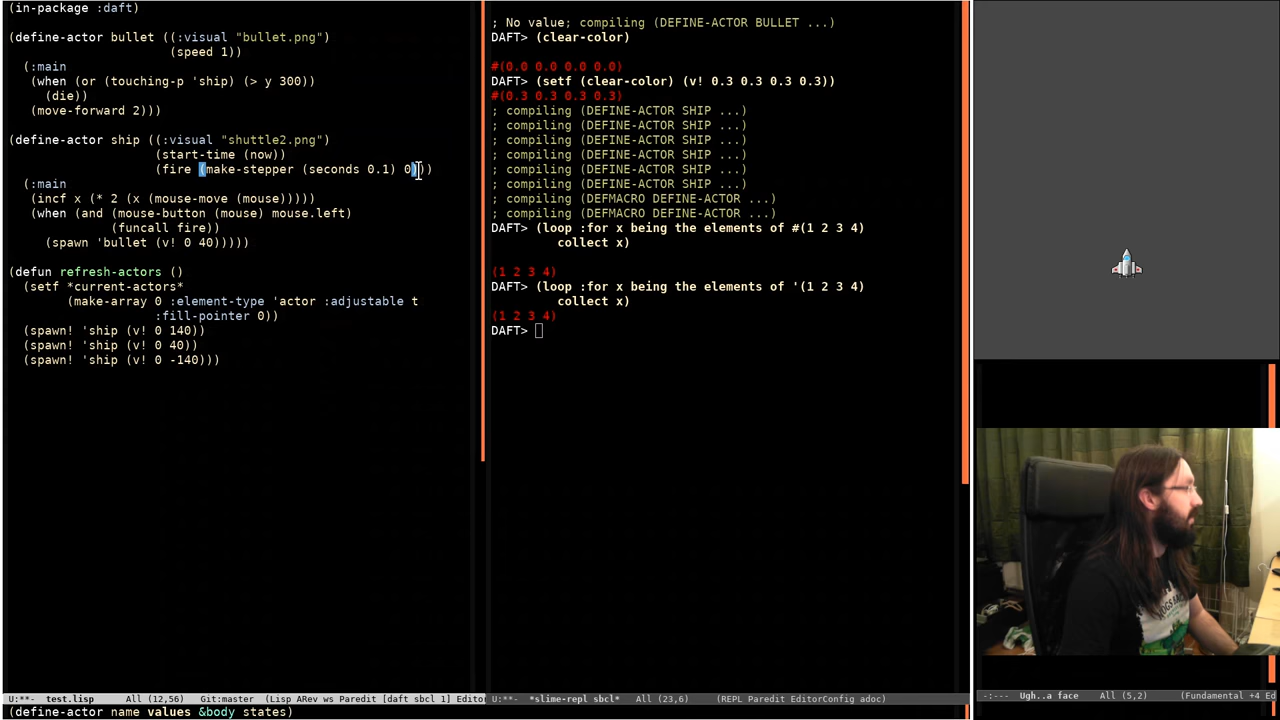 (in-package :daft)
(define-actor bullet ((:visual "bullet.png")
(speed 1))
(:main
(when (or (touching-p 'ship) (> y 300))
(die))
(move-forward 2)))
(define-actor ship ((:visual "shuttle2.png")
(start-time (now))
(fire (make-stepper (seconds 0.1) 0)))
(:main
(incf x (* 2 (x (mouse-move (mouse)))))
(when (and (mouse-button (mouse) mouse.left)
(funcall fire))
(spawn 'bullet (v! 0 40)))))
(defun refresh-actors ()
(setf *current-actors*
(make-array 0 :element-type 'actor :adjustable t
:fill-pointer 0))
(spawn! 'ship (v! 0 140))
(spawn! 'ship (v! 0 40))
(spawn! 'ship (v! 0 -140)))
U:**- test.lisp All (12,56) Git:master (Lisp ARev ws Paredit [daft sbcl 1] Editor
(define-actor name values &body states)
; No value; compiling (DEFINE-ACTOR BULLET ...)
DAFT> (clear-color)
#(0.0 0.0 0.0 0.0)
DAFT> (setf (clear-color) (v! 0.3 0.3 0.3 0.3))
#(0.3 0.3 0.3 0.3)
; compiling (DEFINE-ACTOR SHIP ...)
; compiling (DEFINE-ACTOR SHIP ...)
; compiling (DEFINE-ACTOR SHIP ...)
; compiling (DEFINE-ACTOR SHIP ...)
; compiling (DEFINE-ACTOR SHIP ...)
; compiling (DEFINE-ACTOR SHIP ...)
; compiling (DEFMACRO DEFINE-ACTOR ...)
; compiling (DEFMACRO DEFINE-ACTOR ...)
DAFT> (loop :for x being the elements of #(1 2 3 4)
collect x)
(1 2 3 4)
DAFT> (loop :for x being the elements of '(1 2 3 4)
collect x)
(1 2 3 4)
DAFT>
U:**- *slime-repl sbcl* All (23,6) (REPL Paredit EditorConfig adoc)
-:--- Ugh..a face All (5,2) (Fundamental +4 Ed